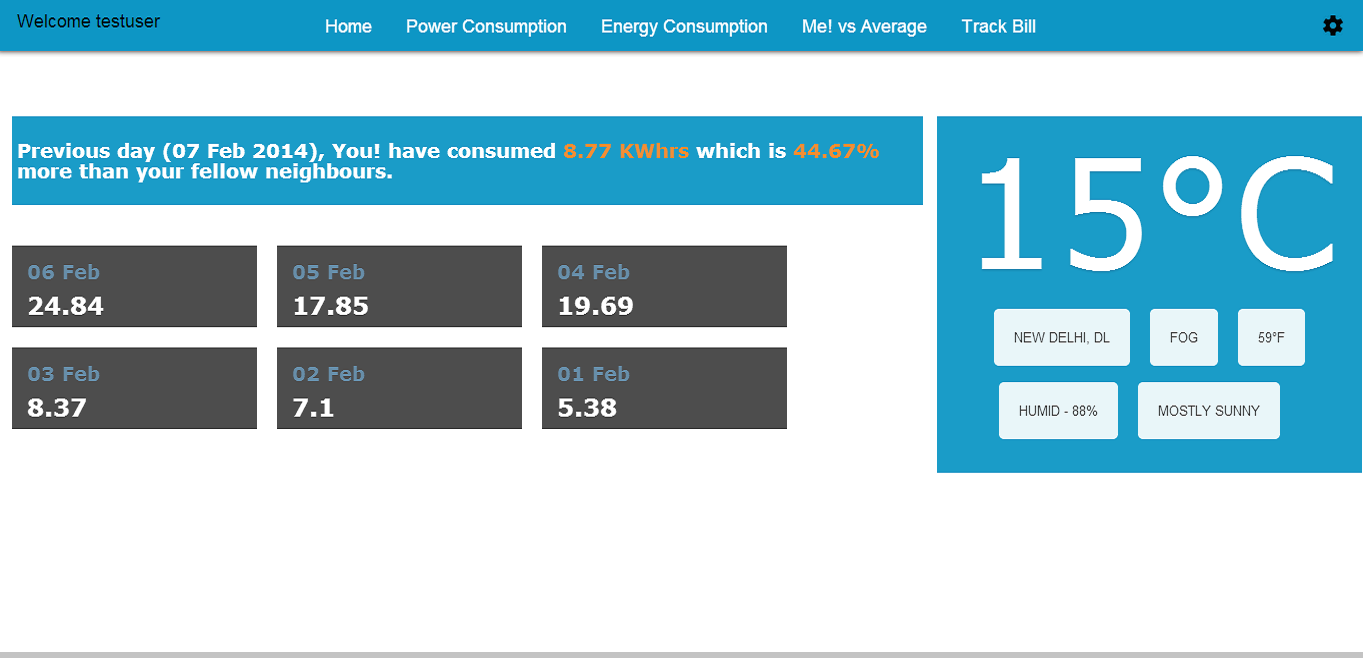 Welcome testuser
Home Power Consumption Energy Consumption Me! vs Average Track Bill
Previous day (07 Feb 2014), You! have consumed 8.77 KWhrs which is 44.67%
more than your fellow neighbours.
06 Feb
24.84
05 Feb
17.85
04 Feb
19.69
03 Feb
8.37
02 Feb
7.1
01 Feb
5.38
15°C
NEW DELHI, DL
FOG
59°F
HUMID - 88%
MOSTLY SUNNY